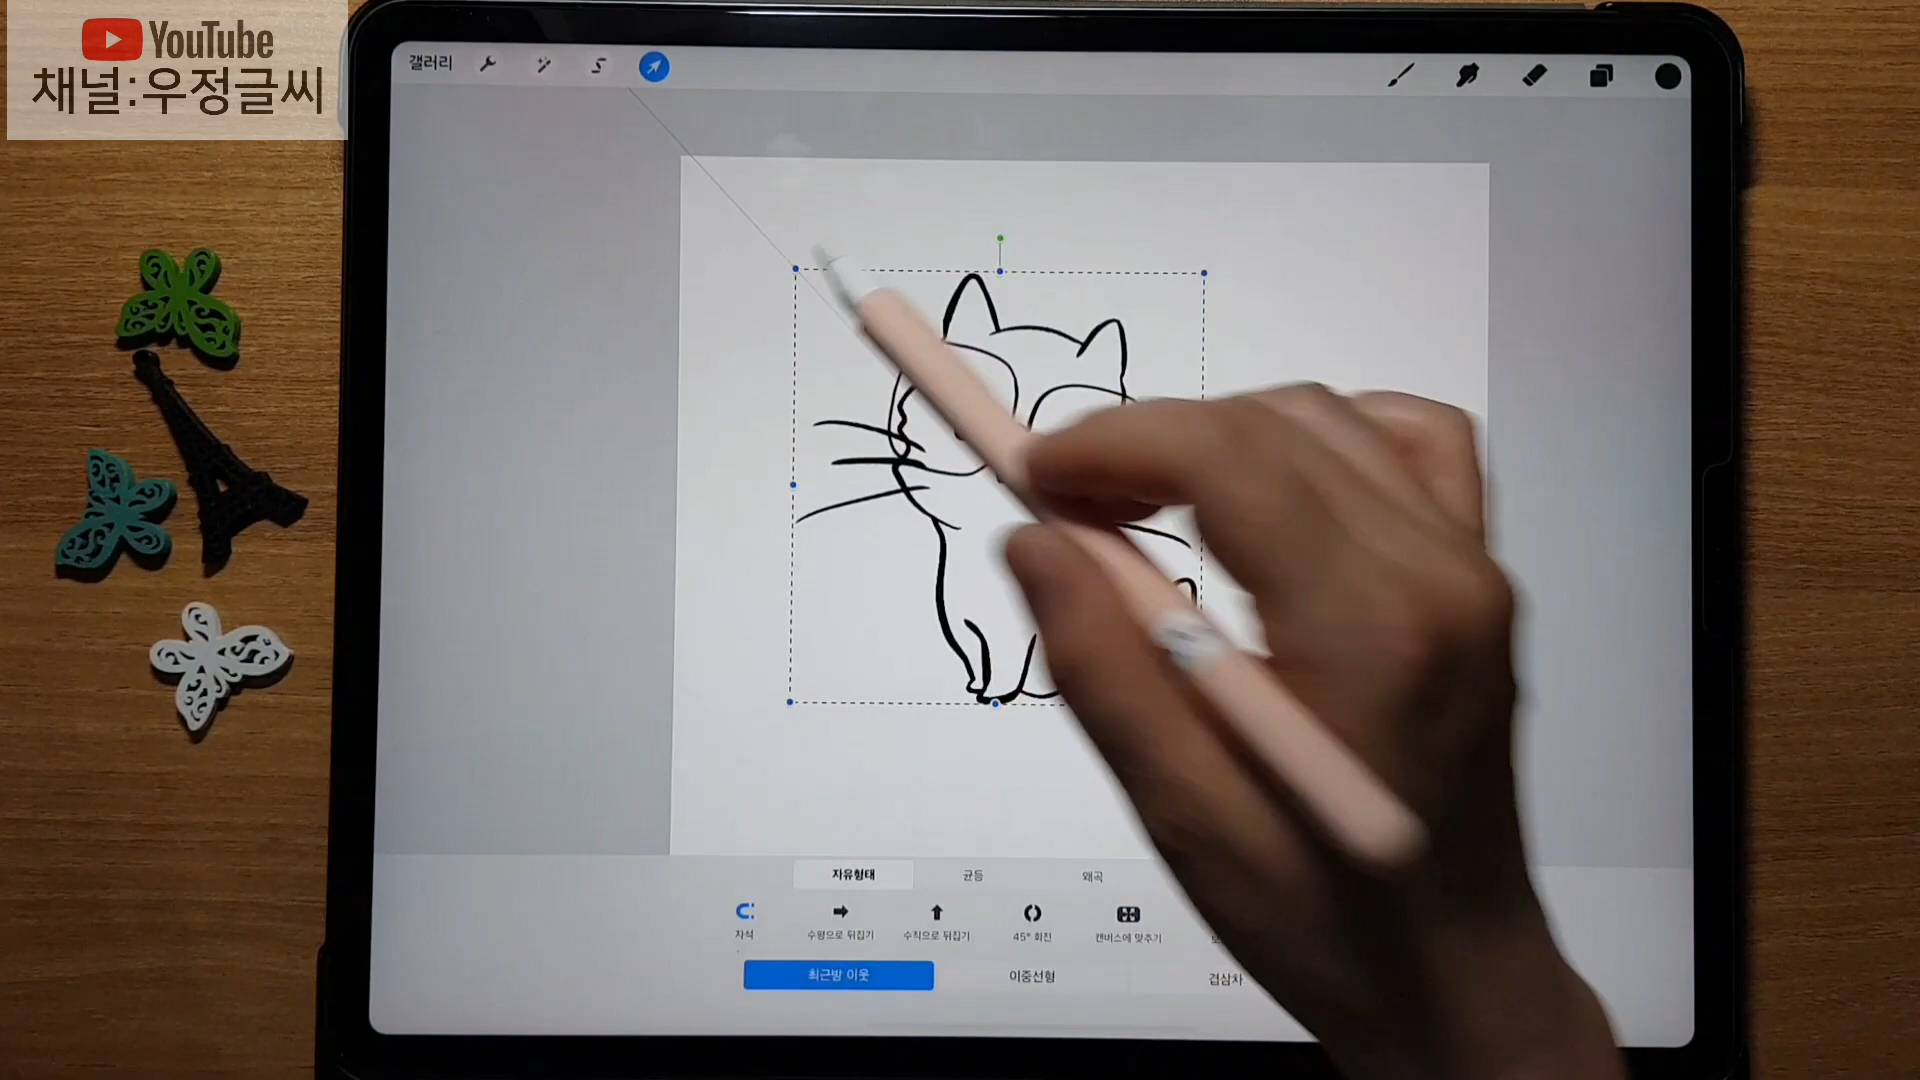 YouTube
채널:우정글씨
갤러리
자유형태 균등 왜곡
자석 수평으로 뒤집기 수직으로 뒤집기 45° 회전 캔버스에 맞추기
최근방 이웃 이중선형 겹삼차